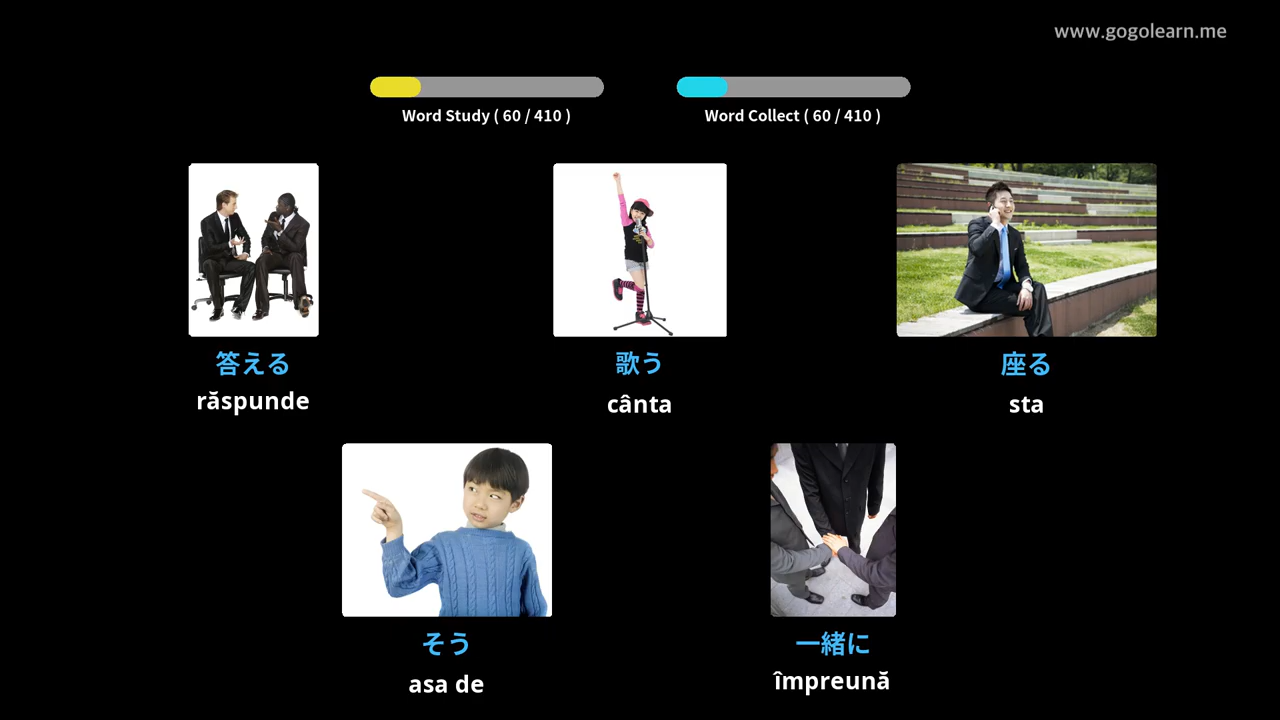 www.gogolearn.me
Word Study ( 60 / 410 )
Word Collect ( 60 / 410 )
答える
răspunde
歌う
cânta
座る
sta
そう
asa de
一緒に
împreună